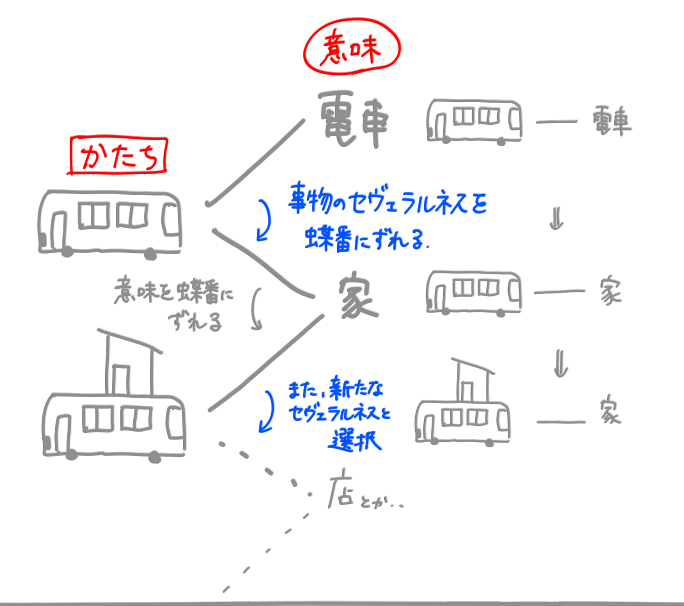 意味
電車
電車
かたち
事物のセヴェラルネスを
蝶番にずれる.
意味を蝶番に
ずれる
家
家
また、新たな
セヴェラルネスと
選択
家
店とか..